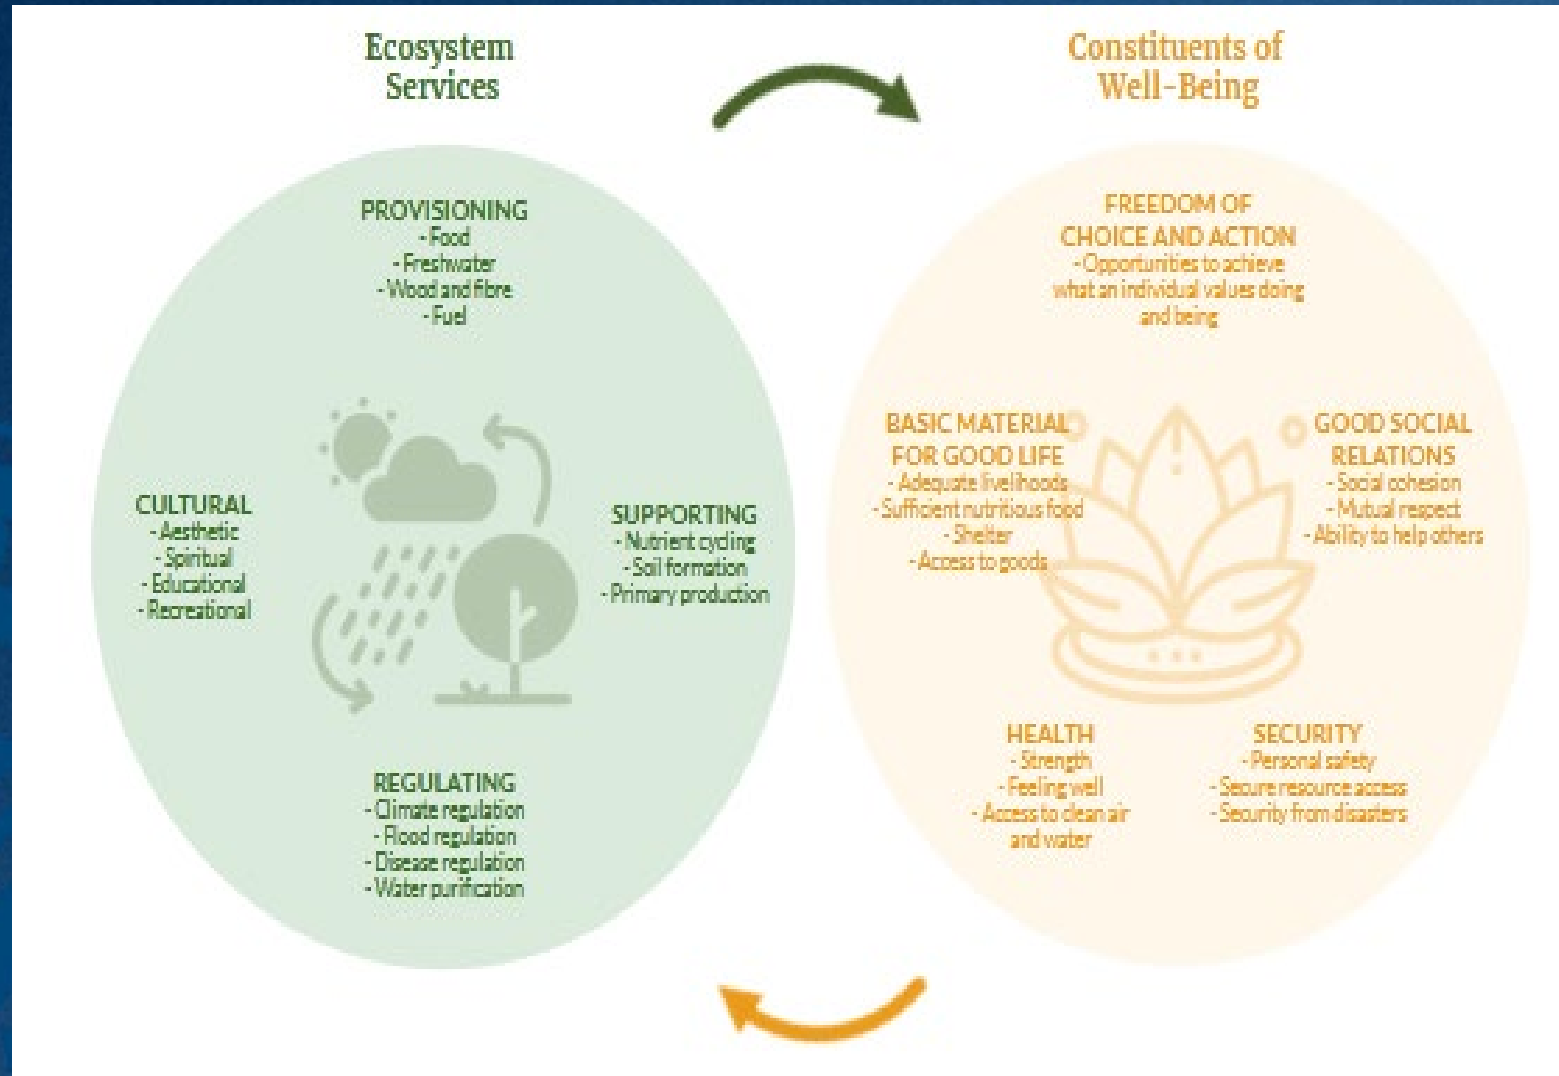 Ecosystem
Services
PROVISIONING
- Food
- Freshwater
- Wood and fibre
- Fuel
CULTURAL
- Aesthetic
- Spiritual
- Educational
- Recreational
SUPPORTING
- Nutrient cycling
- Soil formation
- Primary production
REGULATING
- Climate regulation
- Flood regulation
- Disease regulation
- Water purification
Constituents of
Well-Being
FREEDOM OF
CHOICE AND ACTION
- Opportunities to achieve
what an individual values doing
and being
BASIC MATERIAL
FOR GOOD LIFE
- Adequate livelihoods
- Sufficient nutritious food
- Shelter
- Access to goods
GOOD SOCIAL
RELATIONS
- Social cohesion
- Mutual respect
- Ability to help others
HEALTH
- Strength
- Feeling well
- Access to clean air
and water
SECURITY
- Personal safety
- Secure resource access
- Security from disasters